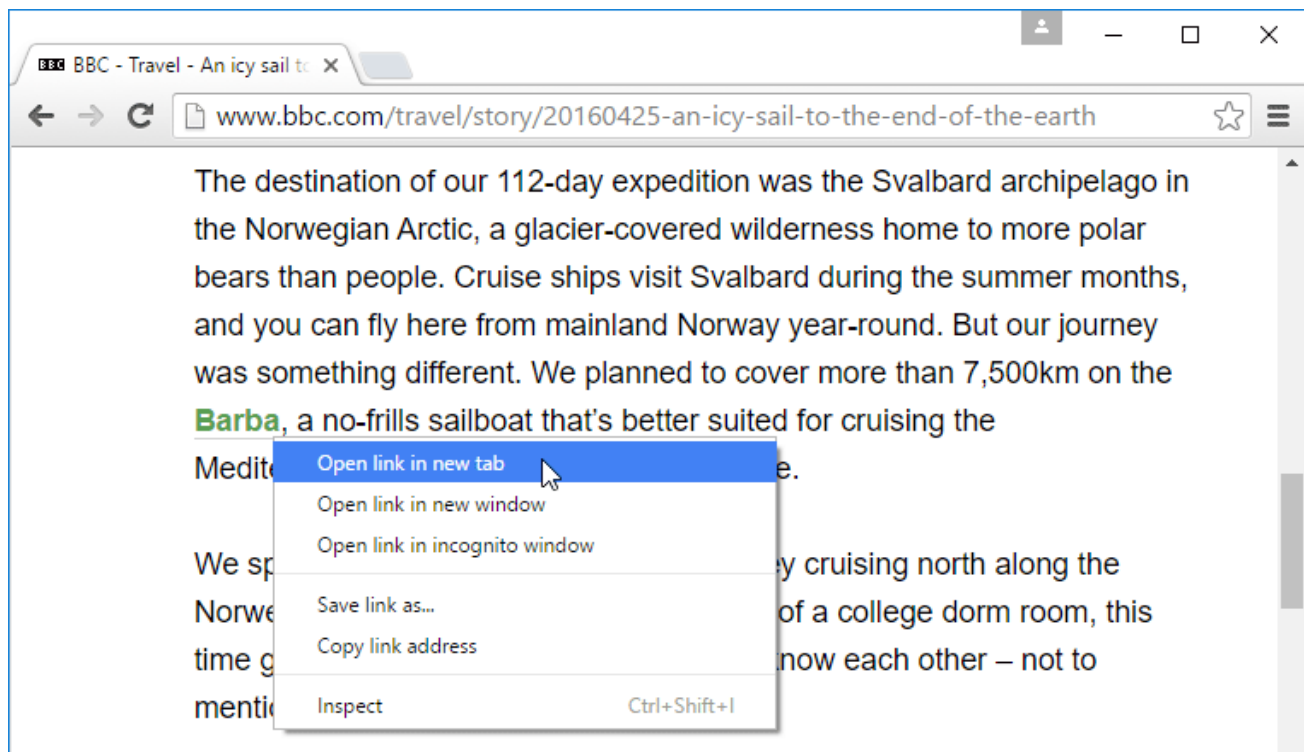 BBC BBC - Travel - An icy sail to
www.bbc.com/travel/story/20160425-an-icy-sail-to-the-end-of-the-earth
The destination of our 112-day expedition was the Svalbard archipelago in
the Norwegian Arctic, a glacier-covered wilderness home to more polar
bears than people. Cruise ships visit Svalbard during the summer months,
and you can fly here from mainland Norway year-round. But our journey
was something different. We planned to cover more than 7,500km on the
Barba, a no-frills sailboat that's better suited for cruising the
Open link in new tab
Open link in new window
Open link in incognito window
Save link as...
Copy link address
Inspect Ctrl+Shift+I
We
cruising north along the
of a college dorm room, this
time
each other – not to